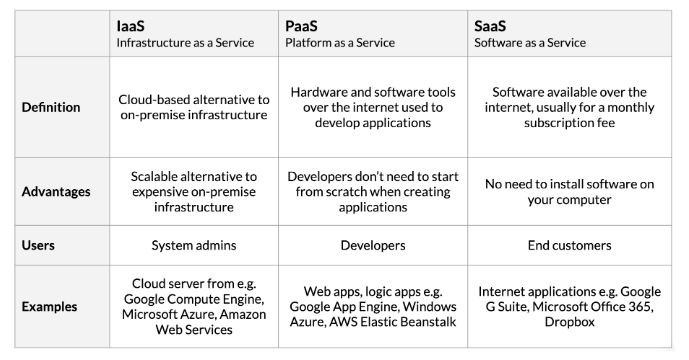 IaaS
Infrastructure as a Service
PaaS
Platform as a Service
SaaS
Software as a Service
Definition
Cloud-based alternative to
on-premise infrastructure
Hardware and software tools
over the internet used to
develop applications
Software available over the
internet, usually for a monthly
subscription fee
Advantages
Scalable alternative to
expensive on-premise
infrastructure
Developers don't need to start
from scratch when creating
applications
No need to install software on
your computer
Users
System admins
Developers
End customers
Examples
Cloud server from e.g.
Google Compute Engine,
Microsoft Azure, Amazon
Web Services
Web apps, logic apps e.g.
Google App Engine, Windows
Azure, AWS Elastic Beanstalk
Internet applications e.g. Google
G Suite, Microsoft Office 365,
Dropbox